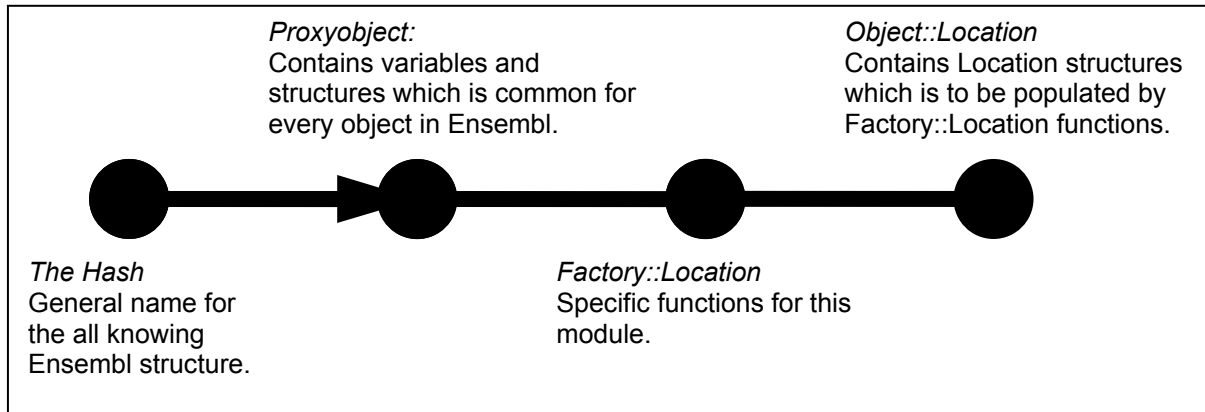 Proxyobject:
Contains variables and
structures which is common for
every object in Ensembl.
Object::Location
Contains Location structures
which is to be populated by
Factory::Location functions.
The Hash
General name for
the all knowing
Ensembl structure.
Factory::Location
Specific functions for this
module.